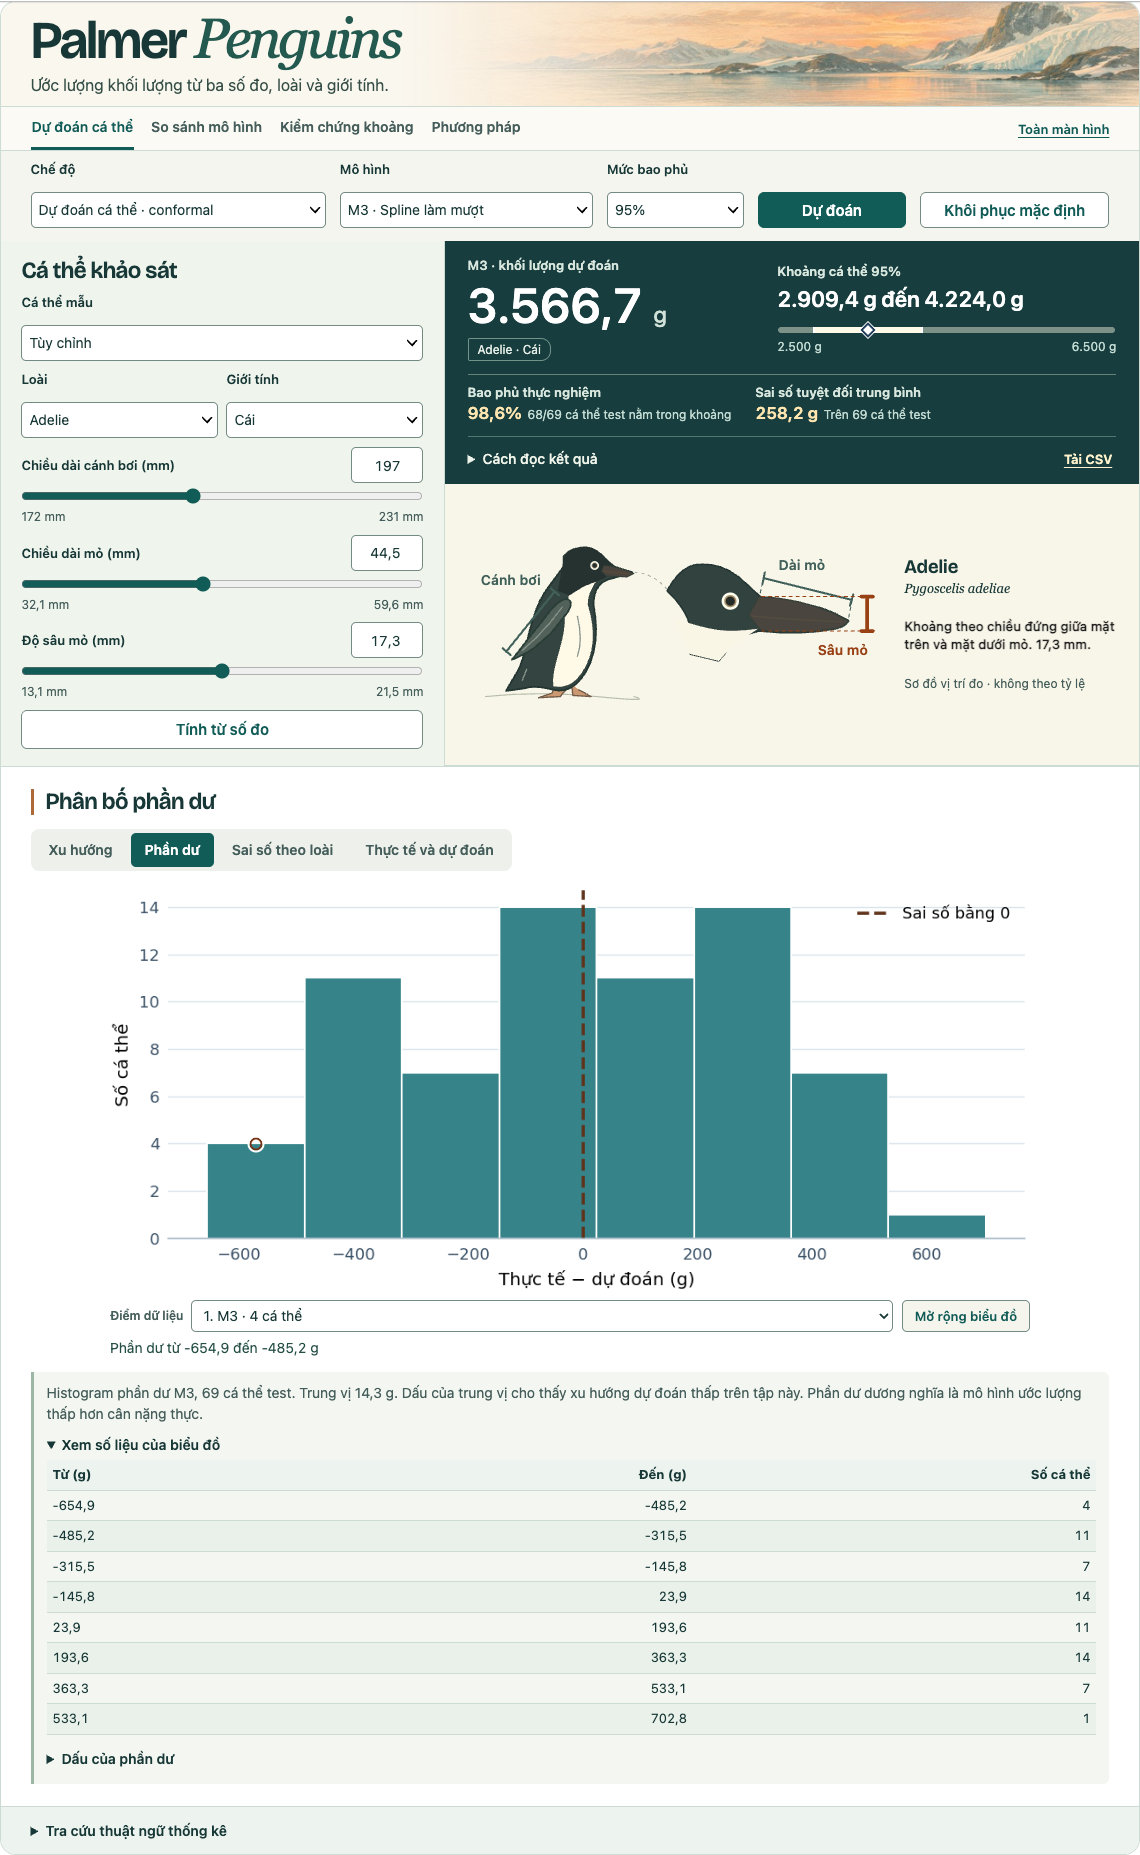 Palmer Penguins
Ước lượng khối lượng từ ba số đo, loài và giới tính.
Dự đoán cá thể So sánh mô hình Kiểm chứng khoảng Phương pháp Toàn màn hình
Chế độ Mô hình Mức bao phủ
Dự đoán cá thể · conformal M3 · Spline làm mượt 95% Dự đoán Khôi phục mặc định
Cá thể khảo sát
Cá thể mẫu
Tùy chỉnh
Loài Giới tính
Adelie Cái
Chiều dài cánh bơi (mm) 197
172 mm 231 mm
Chiều dài mỏ (mm) 44,5
32,1 mm 59,6 mm
Độ sâu mỏ (mm) 17,3
13,1 mm 21,5 mm
Tính từ số đo
M3 · khối lượng dự đoán
3.566,7 g
Adelie · Cái
Khoảng cá thể 95%
2.909,4 g đến 4.224,0 g
2.500 g 6.500 g
Bao phủ thực nghiệm
98,6% 68/69 cá thể test nằm trong khoảng
Sai số tuyệt đối trung bình
258,2 g Trên 69 cá thể test
Cách đọc kết quả Tải CSV
Cánh bơi
Dài mỏ
Sâu mỏ
Adelie
Pygoscelis adeliae
Khoảng theo chiều đứng giữa mặt
trên và mặt dưới mỏ. 17,3 mm.
Sơ đồ vị trí đo · không theo tỷ lệ
Phân bố phần dư
Xu hướng Phần dư Sai số theo loài Thực tế và dự đoán
Sai số bằng 0
14
12
10
8
6
4
2
0
Số cá thể
−600 −400 −200 0 200 400 600
Thực tế − dự đoán (g)
Điểm dữ liệu 1. M3 · 4 cá thể Mở rộng biểu đồ
Phần dư từ -654,9 đến -485,2 g
Histogram phần dư M3, 69 cá thể test. Trung vị 14,3 g. Dấu của trung vị cho thấy xu hướng dự đoán thấp trên tập này. Phần dư dương nghĩa là mô hình ước lượng
thấp hơn cân nặng thực.
Xem số liệu của biểu đồ
Từ (g) Đến (g) Số cá thể
-654,9 -485,2 4
-485,2 -315,5 11
-315,5 -145,8 7
-145,8 23,9 14
23,9 193,6 11
193,6 363,3 14
363,3 533,1 7
533,1 702,8 1
Dấu của phần dư
Tra cứu thuật ngữ thống kê